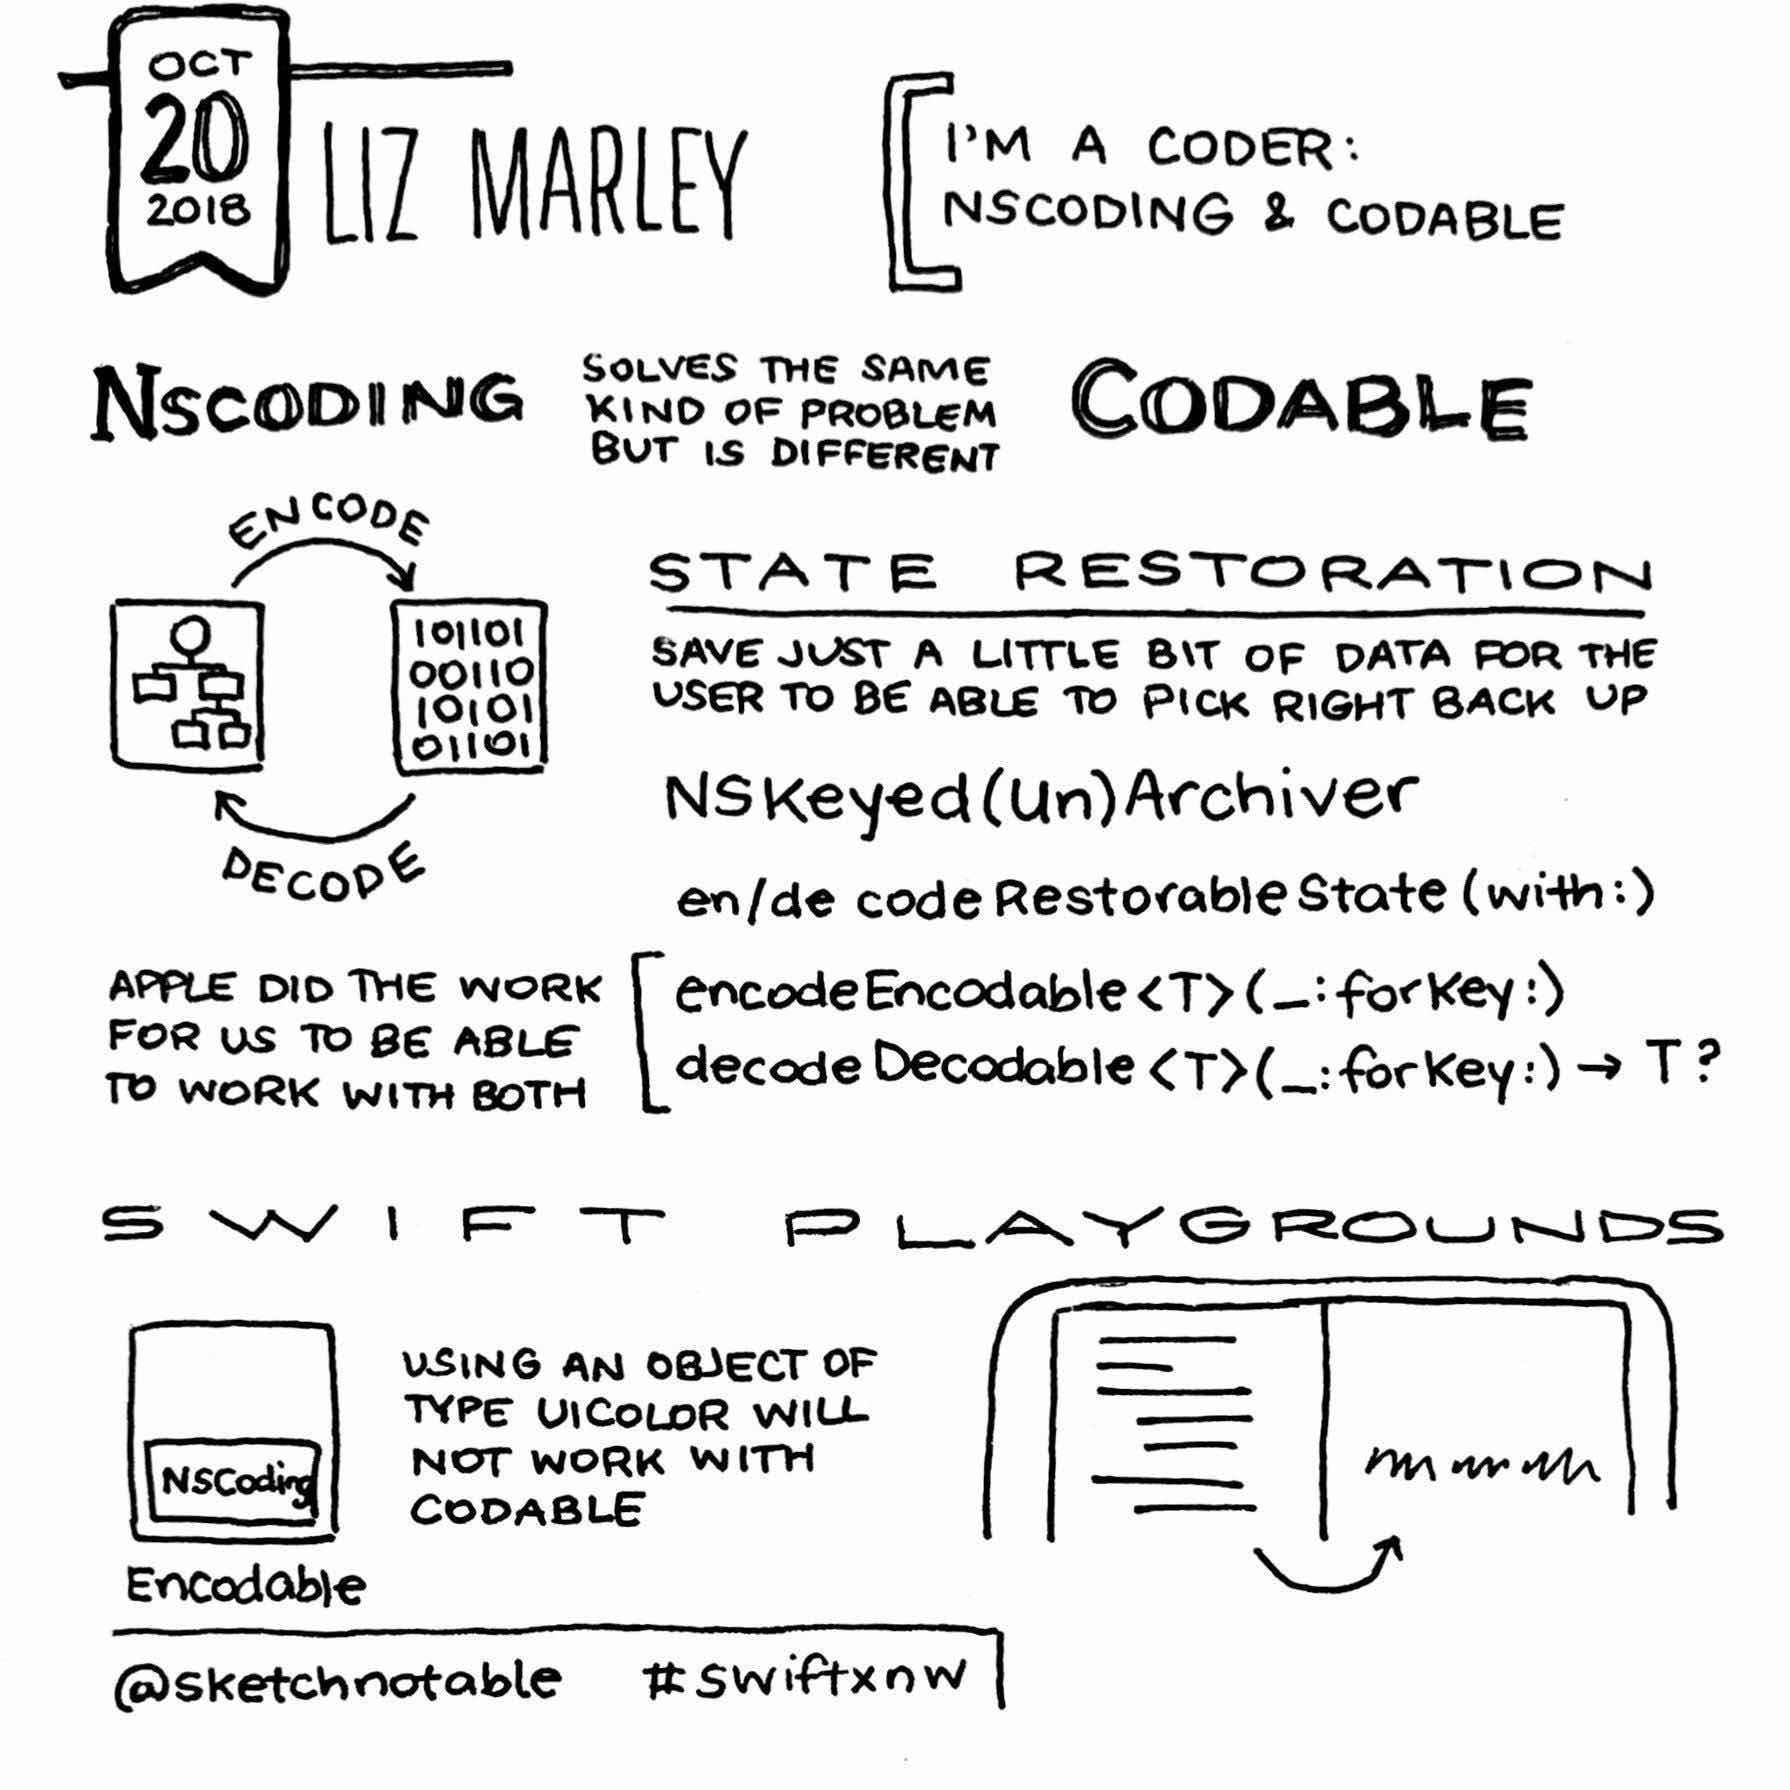 OCT
20
2018
LIZ MARLEY
I'M A CODER:
NSCODING & CODABLE
NSCODING
SOLVES THE SAME
KIND OF PROBLEM
BUT IS DIFFERENT
CODABLE
ENCODE
101101
00110
10101
01101
DECODE
STATE RESTORATION
SAVE JUST A LITTLE BIT OF DATA FOR THE
USER TO BE ABLE TO PICK RIGHT BACK UP
NSKeyed(un)Archiver
en/de codeRestorableState(with:)
APPLE DID THE WORK
FOR US TO BE ABLE
TO WORK WITH BOTH
encodeEncodable<T>(_:forKey:)
decodeDecodable<T>(_:forKey:) → T?
SWIFT PLAYGROUNDS
NSCoding
Encodable
USING AN OBJECT OF
TYPE UICOLOR WILL
NOT WORK WITH
CODABLE
@sketchnotable #swiftxnw